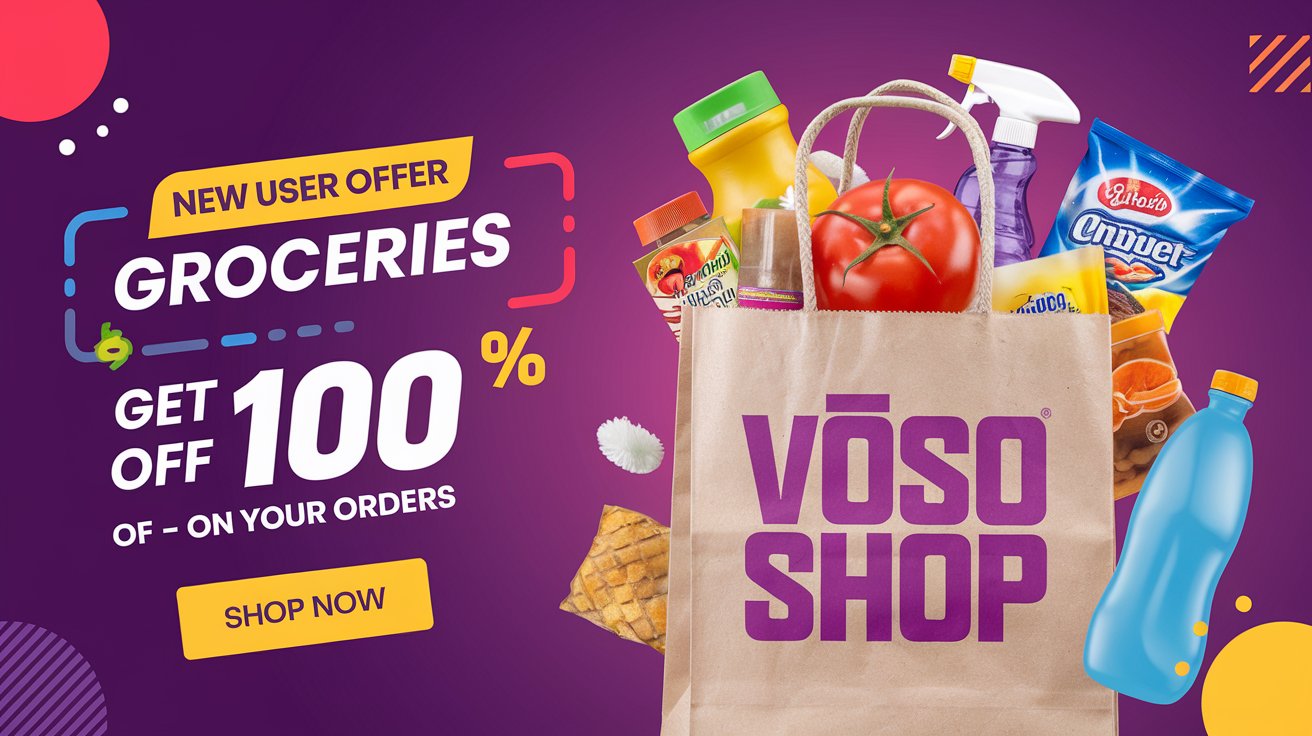 NEW USER OFFER
GROCERIES
GET
OFF 100 %
OF – ON YOUR ORDERS
SHOP NOW
VŌSO®
SHOP